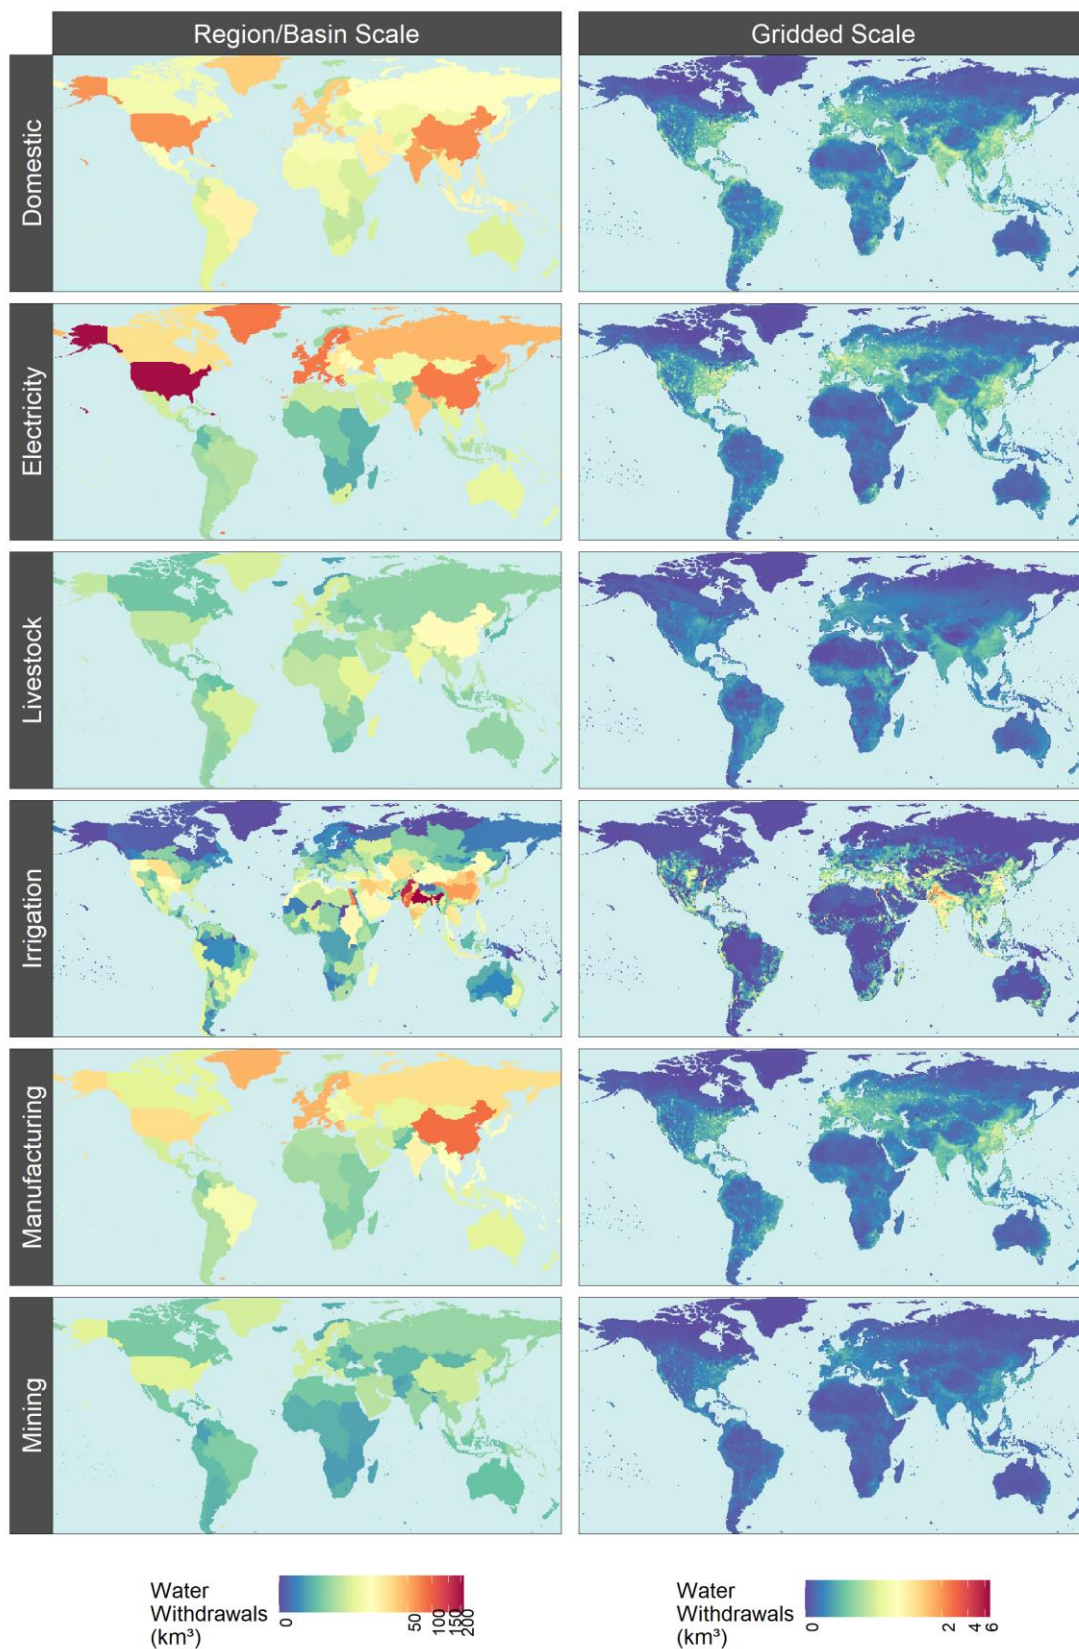 Region/Basin Scale
Gridded Scale
Domestic
Electricity
Livestock
Irrigation
Manufacturing
Mining
Water
Withdrawals
(km³)
0
50
100
150
200
Water
Withdrawals
(km³)
0
2
4
6